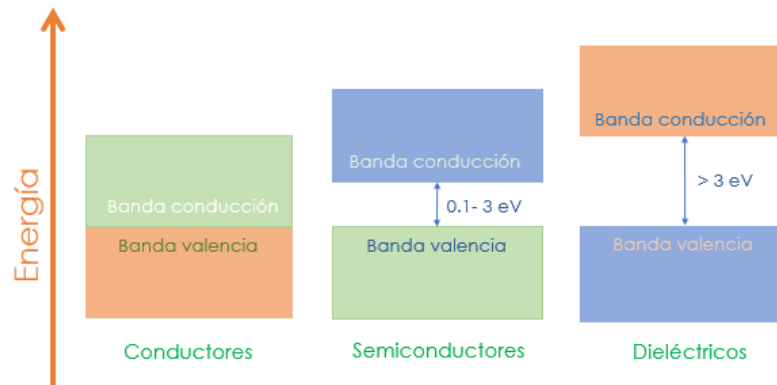 Energía
Banda conducción
Banda valencia
Conductores
Banda conducción
0.1- 3 eV
Banda valencia
Semiconductores
Banda conducción
> 3 eV
Banda valencia
Dieléctricos